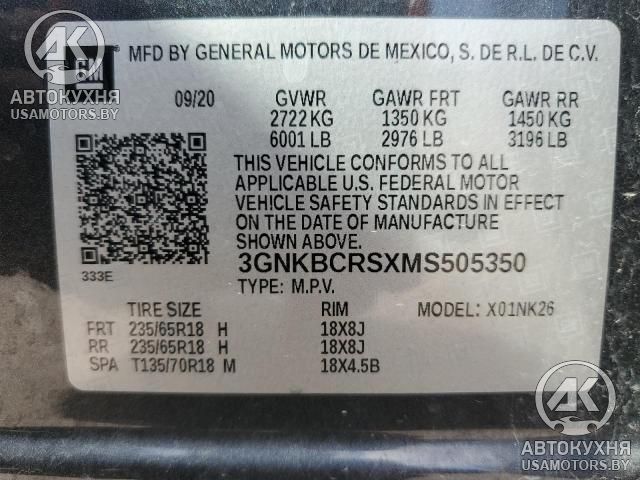 GM MFD BY GENERAL MOTORS DE MEXICO, S. DE R.L. DE C.V.
09/20 GVWR GAWR FRT GAWR RR
2722 KG 1350 KG 1450 KG
6001 LB 2976 LB 3196 LB
THIS VEHICLE CONFORMS TO ALL
APPLICABLE U.S. FEDERAL MOTOR
VEHICLE SAFETY STANDARDS IN EFFECT
ON THE DATE OF MANUFACTURE
SHOWN ABOVE.
333E 3GNKBCRSXMS505350
TYPE: M.P.V.
TIRE SIZE RIM MODEL: X01NK26
FRT 235/65R18 H 18X8J
RR 235/65R18 H 18X8J
SPA T135/70R18 M 18X4.5B
АК
АВТОКУХНЯ
USAMOTORS.BY
АК
АВТОКУХНЯ
USAMOTORS.BY